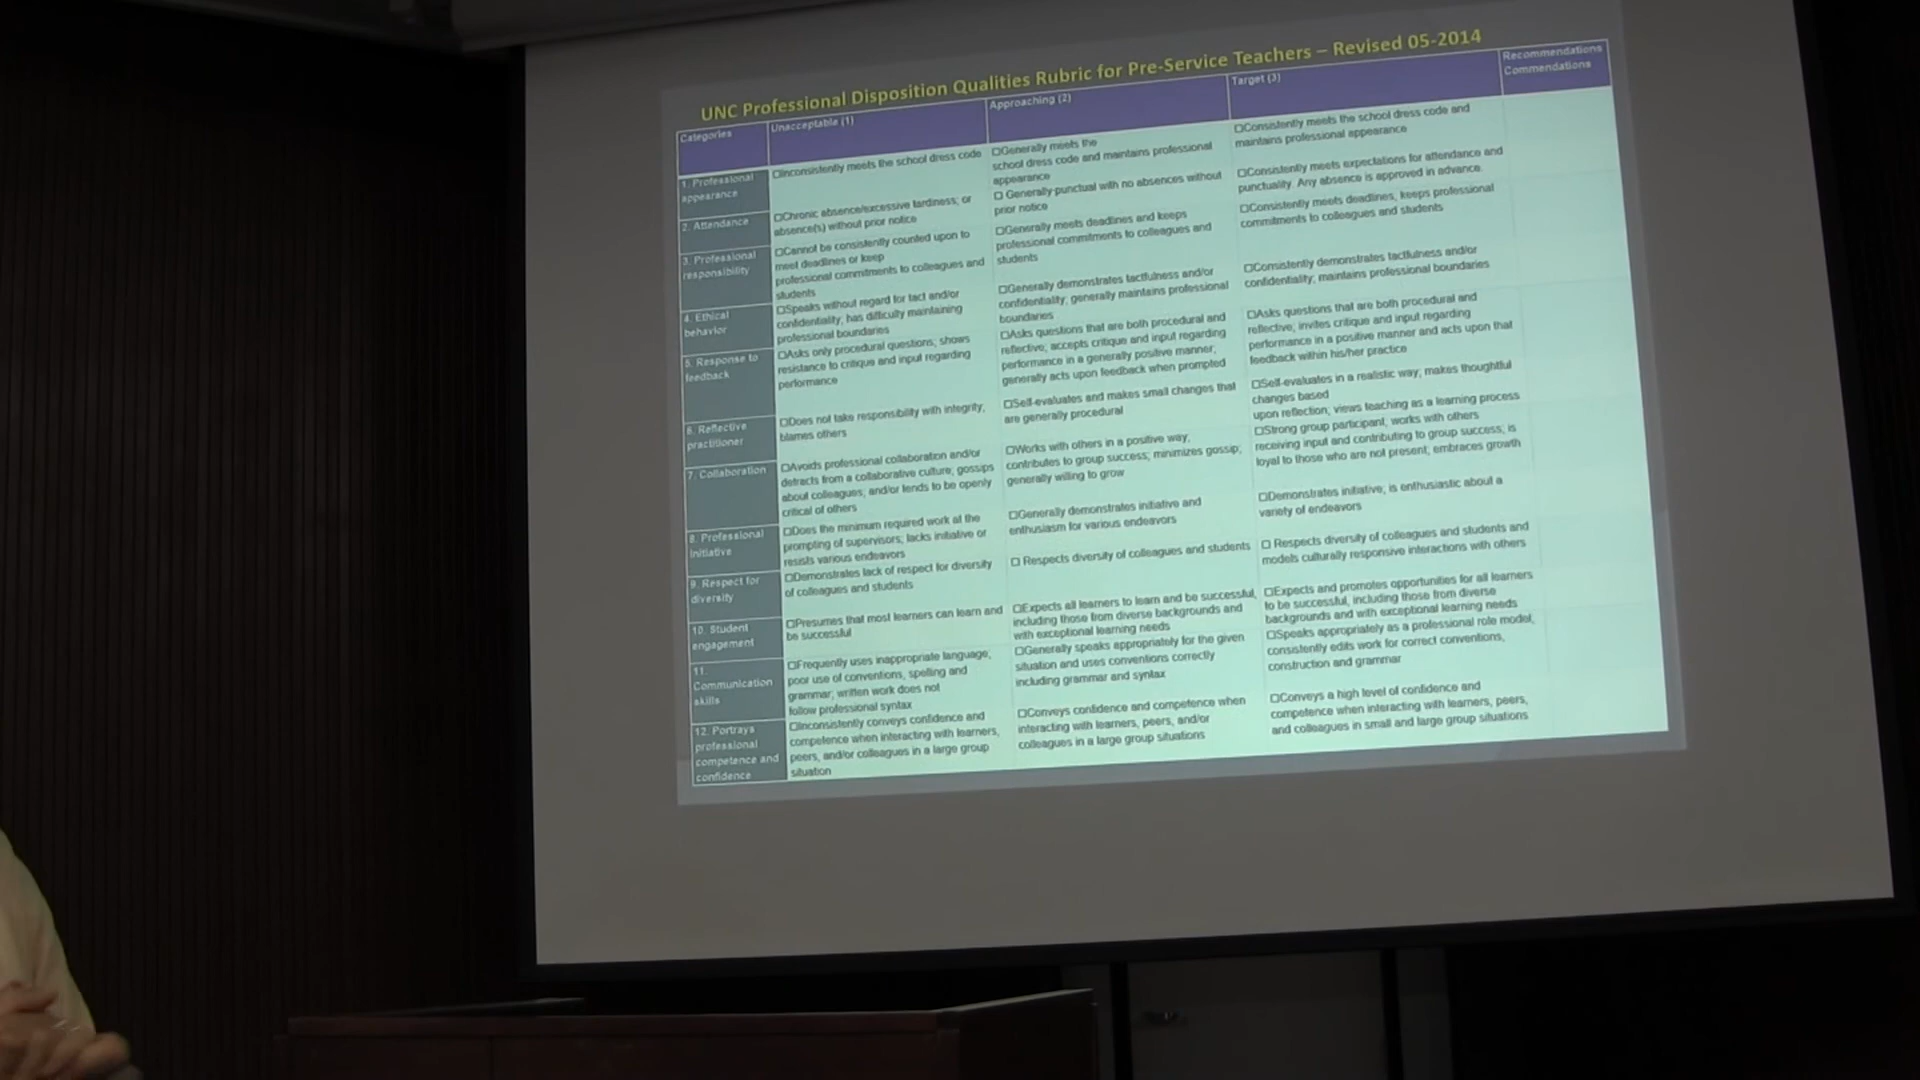 UNC Professional Disposition Qualities Rubric for Pre-Service Teachers – Revised 05-2014
Categories
Unacceptable (1)
Approaching (2)
Target (3)
Recommendations
Commendations
1. Professional
appearance
☐Inconsistently meets the school dress code
☐Generally meets the
school dress code and maintains professional
appearance
☐Consistently meets the school dress code and
maintains professional appearance
2. Attendance
☐Chronic absence/excessive tardiness; or
absence(s) without prior notice
☐ Generally punctual with no absences without
prior notice
☐Consistently meets expectations for attendance and
punctuality. Any absence is approved in advance.
3. Professional
responsibility
☐Cannot be consistently counted upon to
meet deadlines or keep
professional commitments to colleagues and
students
☐Generally meets deadlines and keeps
professional commitments to colleagues and
students
☐Consistently meets deadlines, keeps professional
commitments to colleagues and students
4. Ethical
behavior
☐Speaks without regard for tact and/or
confidentiality; has difficulty maintaining
professional boundaries
☐Generally demonstrates tactfulness and/or
confidentiality; generally maintains professional
boundaries
☐Consistently demonstrates tactfulness and/or
confidentiality; maintains professional boundaries
5. Response to
feedback
☐Asks only procedural questions; shows
resistance to critique and input regarding
performance
☐Asks questions that are both procedural and
reflective; accepts critique and input regarding
performance in a generally positive manner;
generally acts upon feedback when prompted
☐Asks questions that are both procedural and
reflective; invites critique and input regarding
performance in a positive manner and acts upon that
feedback within his/her practice
6. Reflective
practitioner
☐Does not take responsibility with integrity;
blames others
☐Self-evaluates and makes small changes that
are generally procedural
☐Self-evaluates in a realistic way; makes thoughtful
changes based
upon reflection; views teaching as a learning process
7. Collaboration
☐Avoids professional collaboration and/or
detracts from a collaborative culture; gossips
about colleagues; and/or tends to be openly
critical of others
☐Works with others in a positive way;
contributes to group success; minimizes gossip;
generally willing to grow
☐Strong group participant; works with others
receiving input and contributing to group success; is
loyal to those who are not present; embraces growth
8. Professional
Initiative
☐Does the minimum required work at the
prompting of supervisors; lacks initiative or
resists various endeavors
☐Generally demonstrates initiative and
enthusiasm for various endeavors
☐Demonstrates initiative; is enthusiastic about a
variety of endeavors
9. Respect for
diversity
☐Demonstrates lack of respect for diversity
of colleagues and students
☐ Respects diversity of colleagues and students
☐ Respects diversity of colleagues and students and
models culturally responsive interactions with others
10. Student
engagement
☐Presumes that most learners can learn and
be successful
☐Expects all learners to learn and be successful,
including those from diverse backgrounds and
with exceptional learning needs
☐Expects and promotes opportunities for all learners
to be successful, including those from diverse
backgrounds and with exceptional learning needs
11.
Communication
skills
☐Frequently uses inappropriate language;
poor use of conventions, spelling and
grammar; written work does not
follow professional syntax
☐Generally speaks appropriately for the given
situation and uses conventions correctly
including grammar and syntax
☐Speaks appropriately as a professional role model;
consistently edits work for correct conventions,
construction and grammar
12. Portrays
professional
competence and
confidence
☐Inconsistently conveys confidence and
competence when interacting with learners,
peers, and/or colleagues in a large group
situation
☐Conveys confidence and competence when
interacting with learners, peers, and/or
colleagues in a large group situations
☐Conveys a high level of confidence and
competence when interacting with learners, peers,
and colleagues in small and large group situations